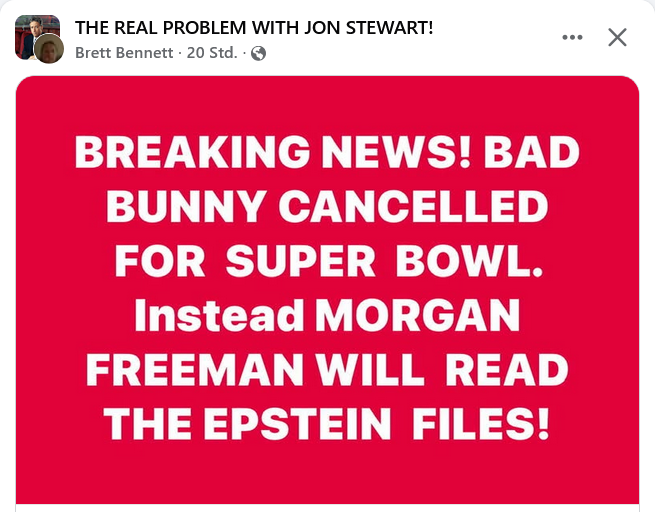 THE REAL PROBLEM WITH JON STEWART!
Brett Bennett · 20 Std. ·
BREAKING NEWS! BAD
BUNNY CANCELLED
FOR SUPER BOWL.
Instead MORGAN
FREEMAN WILL READ
THE EPSTEIN FILES!